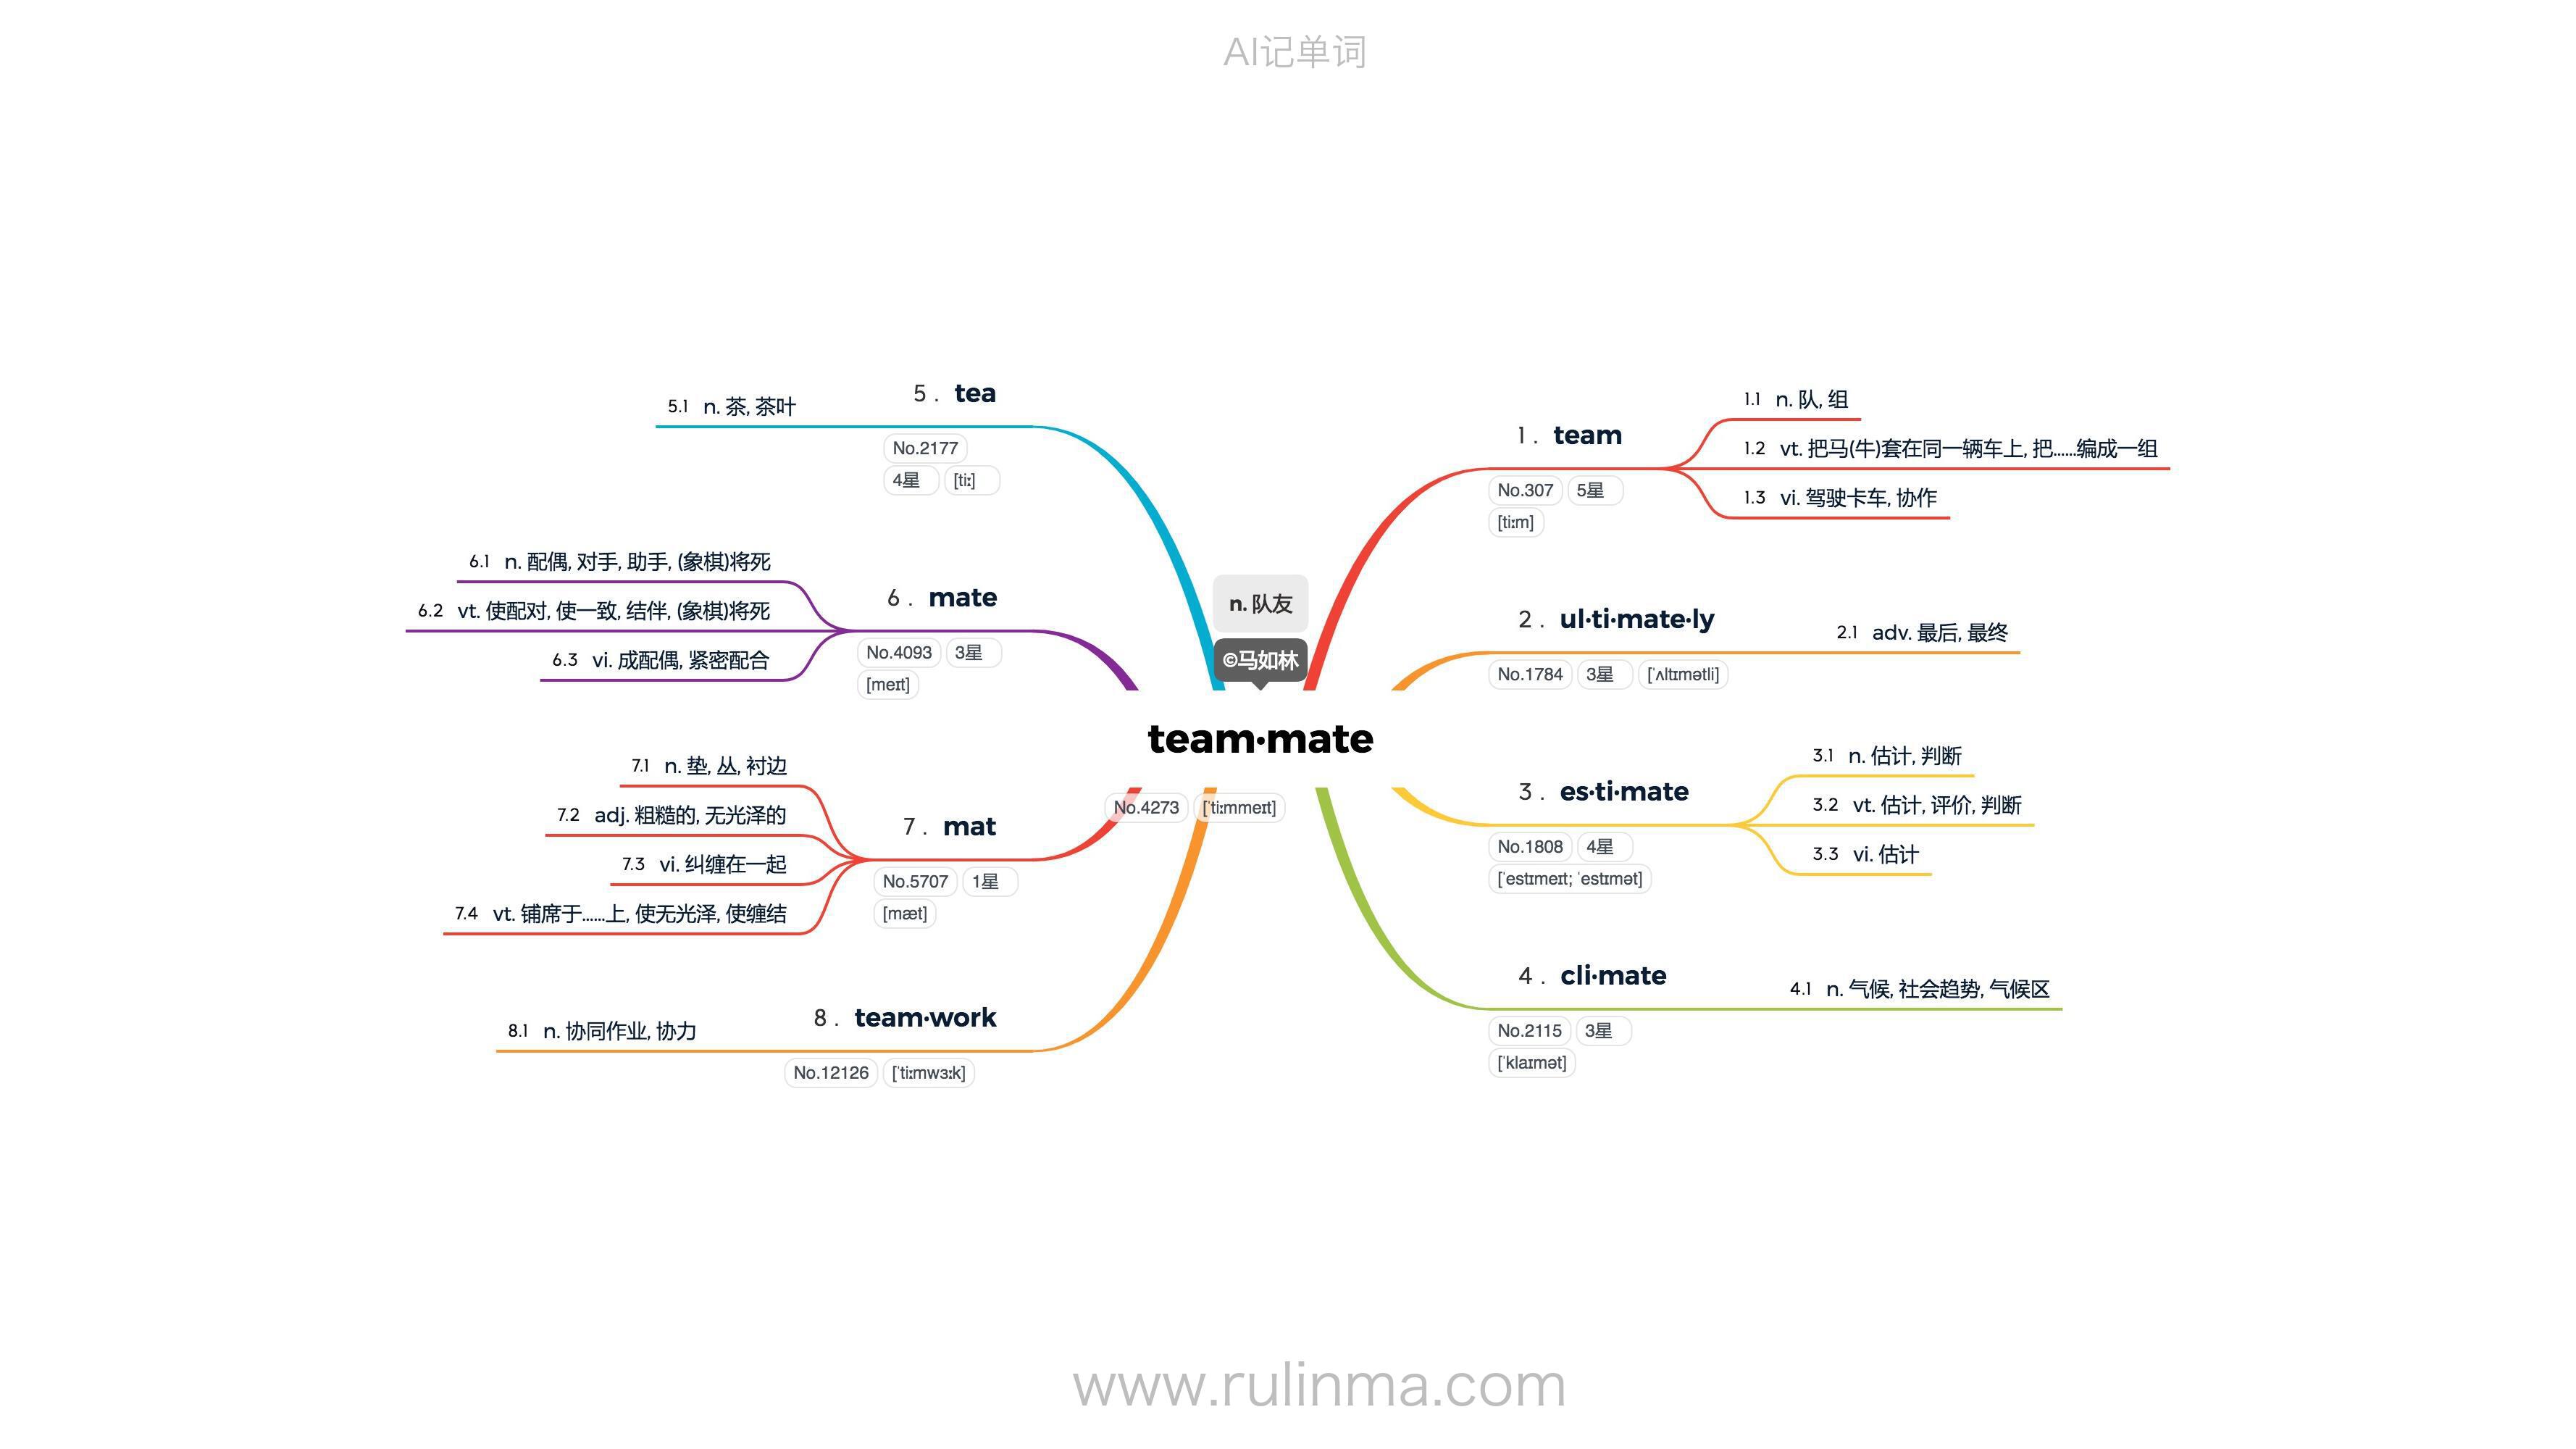 AI记单词
n. 队友
©马如林
team·mate
No.4273 [ˈtiːmmeɪt]
1. team
No.307 5星
[tiːm]
1.1 n. 队, 组
1.2 vt. 把马(牛)套在同一辆车上, 把……编成一组
1.3 vi. 驾驶卡车, 协作
2. ul·ti·mate·ly
No.1784 3星 [ˈʌltɪmətli]
2.1 adv. 最后, 最终
3. es·ti·mate
No.1808 4星
[ˈestɪmeɪt; ˈestɪmət]
3.1 n. 估计, 判断
3.2 vt. 估计, 评价, 判断
3.3 vi. 估计
4. cli·mate
No.2115 3星
[ˈklaɪmət]
4.1 n. 气候, 社会趋势, 气候区
5. tea
No.2177
4星 [tiː]
5.1 n. 茶, 茶叶
6. mate
No.4093 3星
[meɪt]
6.1 n. 配偶, 对手, 助手, (象棋)将死
6.2 vt. 使配对, 使一致, 结伴, (象棋)将死
6.3 vi. 成配偶, 紧密配合
7. mat
No.5707 1星
[mæt]
7.1 n. 垫, 丛, 衬边
7.2 adj. 粗糙的, 无光泽的
7.3 vi. 纠缠在一起
7.4 vt. 铺席于……上, 使无光泽, 使缠结
8. team·work
No.12126 [ˈtiːmwɜːk]
8.1 n. 协同作业, 协力
www.rulinma.com